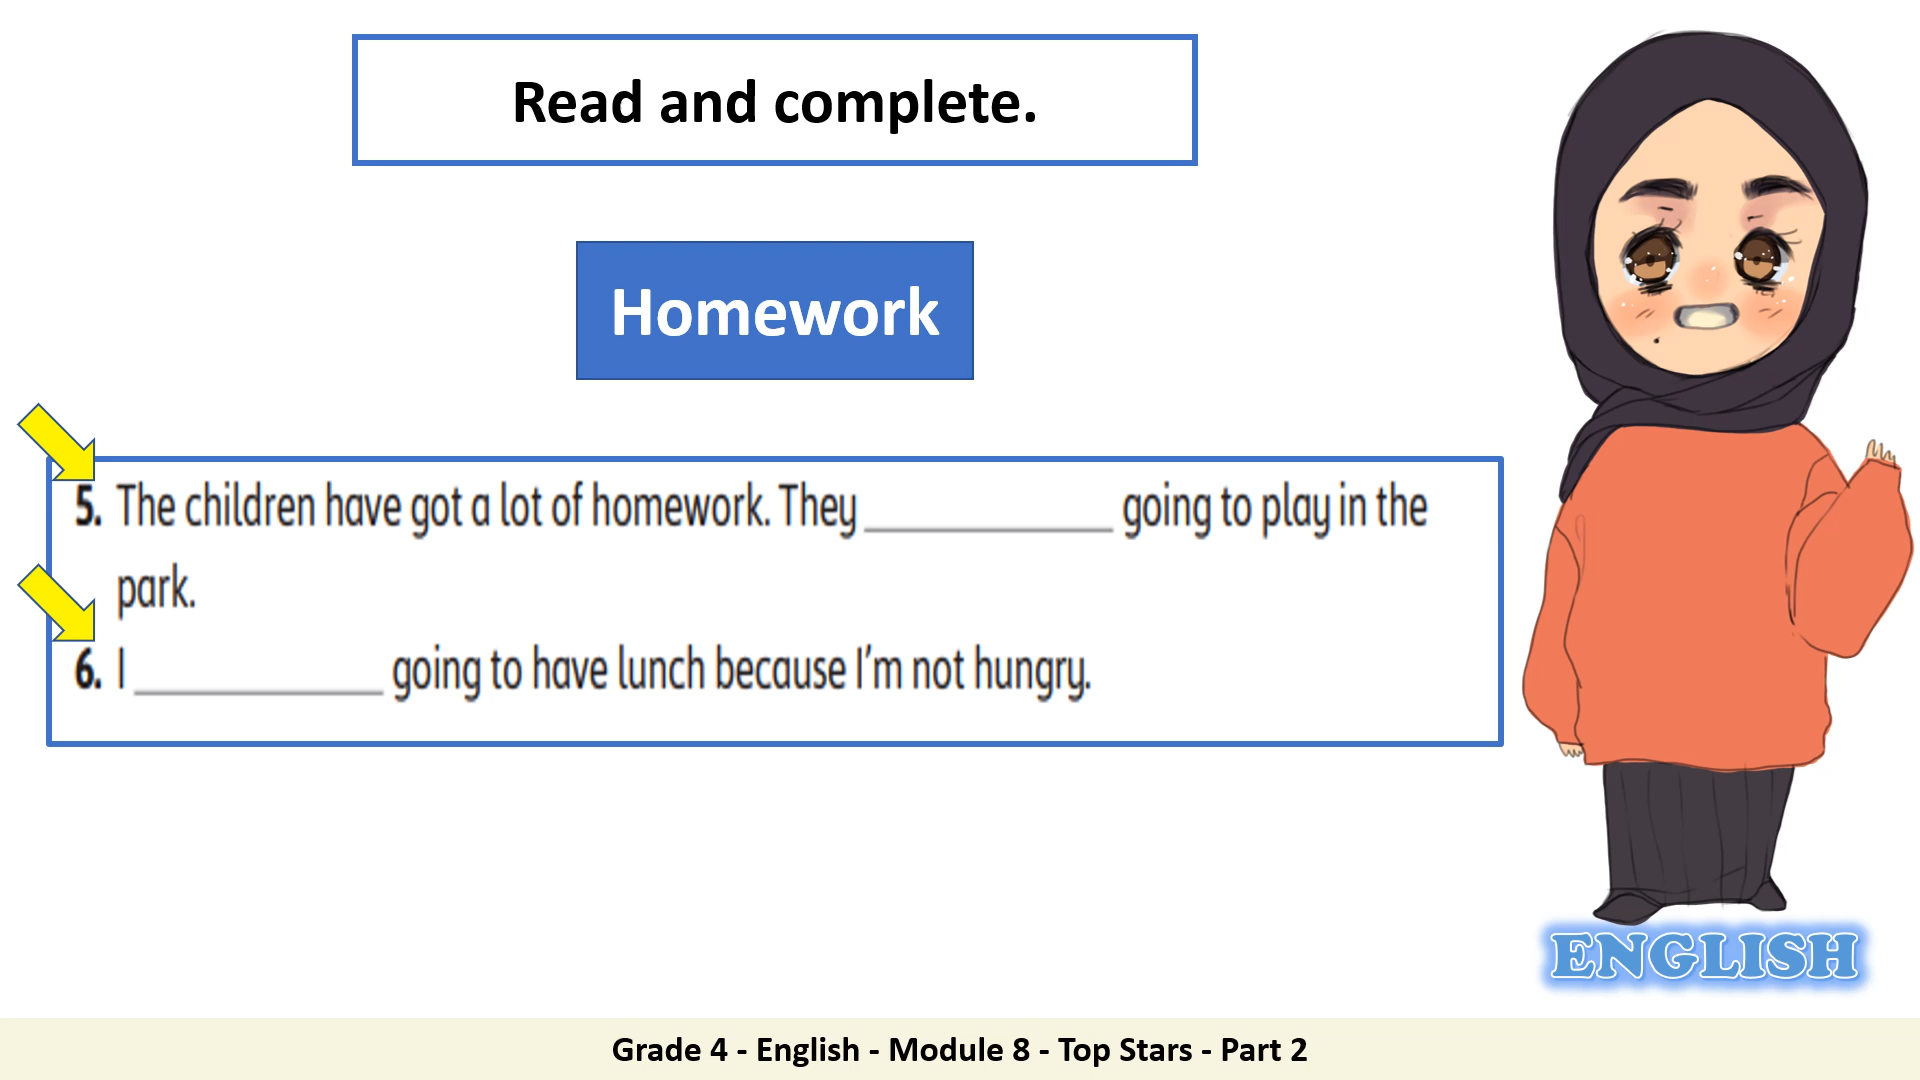 Read and complete.
Homework
5. The children have got a lot of homework. They ____________ going to play in the
park.
6. I ____________ going to have lunch because I'm not hungry.
ENGLISH
Grade 4 - English - Module 8 - Top Stars - Part 2